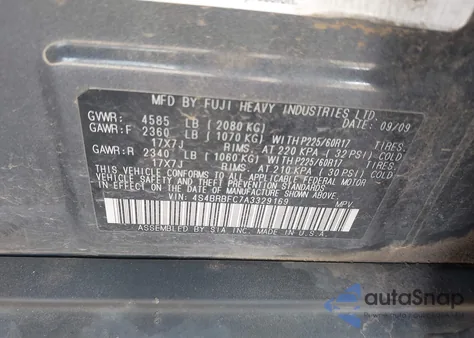 MFD BY FUJI HEAVY INDUSTRIES LTD. DATE: 09/09
GVWR: 4585 LB (2080 KG)
GAWR:F 2360 LB (1070 KG) WITH P225/60R17 TIRES,
17X7J RIMS, AT 220 KPA (32 PSI) COLD
GAWR:R 2340 LB (1060 KG) WITH P225/60R17 TIRES,
17X7J RIMS, AT 210 KPA (30 PSI) COLD
THIS VEHICLE CONFORMS TO ALL APPLICABLE FEDERAL MOTOR
VEHICLE SAFETY STANDARDS IN EFFECT ON THE DATE OF
MANUFACTURE SHOWN ABOVE.
VIN: 4S4BRBFC7A3329169 MPV
ASSEMBLED BY SIA INC. MADE IN U.S.A.
autoSnap
POWERED BY